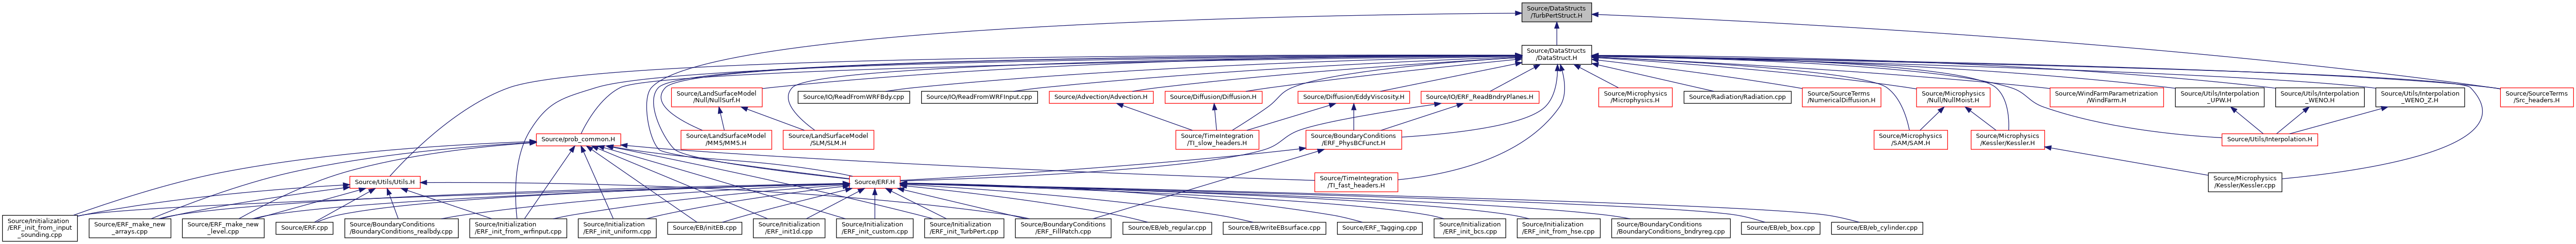 Source/DataStructs
/TurbPertStruct.H
Source/DataStructs
/DataStruct.H
Source/LandSurfaceModel
/Null/NullSurf.H
Source/IO/ReadFromWRFBdy.cpp
Source/IO/ReadFromWRFInput.cpp
Source/Advection/Advection.H
Source/Diffusion/Diffusion.H
Source/Diffusion/EddyViscosity.H
Source/IO/ERF_ReadBndryPlanes.H
Source/Microphysics
/Microphysics.H
Source/Radiation/Radiation.cpp
Source/SourceTerms
/NumericalDiffusion.H
Source/Microphysics
/Null/NullMoist.H
Source/WindFarmParametrization
/WindFarm.H
Source/Utils/Interpolation
_UPW.H
Source/Utils/Interpolation
_WENO.H
Source/Utils/Interpolation
_WENO_Z.H
Source/SourceTerms
/Src_headers.H
Source/prob_common.H
Source/LandSurfaceModel
/MM5/MM5.H
Source/LandSurfaceModel
/SLM/SLM.H
Source/TimeIntegration
/TI_slow_headers.H
Source/BoundaryConditions
/ERF_PhysBCFunct.H
Source/Microphysics
/SAM/SAM.H
Source/Microphysics
/Kessler/Kessler.H
Source/Utils/Interpolation.H
Source/Utils/Utils.H
Source/ERF.H
Source/TimeIntegration
/TI_fast_headers.H
Source/Microphysics
/Kessler/Kessler.cpp
Source/Initialization
/ERF_init_from_input
_sounding.cpp
Source/ERF_make_new
_arrays.cpp
Source/ERF_make_new
_level.cpp
Source/ERF.cpp
Source/BoundaryConditions
/BoundaryConditions_realbdy.cpp
Source/Initialization
/ERF_init_from_wrfinput.cpp
Source/Initialization
/ERF_init_uniform.cpp
Source/EB/initEB.cpp
Source/Initialization
/ERF_init1d.cpp
Source/Initialization
/ERF_init_custom.cpp
Source/Initialization
/ERF_init_TurbPert.cpp
Source/BoundaryConditions
/ERF_FillPatch.cpp
Source/EB/eb_regular.cpp
Source/EB/writeEBsurface.cpp
Source/ERF_Tagging.cpp
Source/Initialization
/ERF_init_bcs.cpp
Source/Initialization
/ERF_init_from_hse.cpp
Source/BoundaryConditions
/BoundaryConditions_bndryreg.cpp
Source/EB/eb_box.cpp
Source/EB/eb_cylinder.cpp